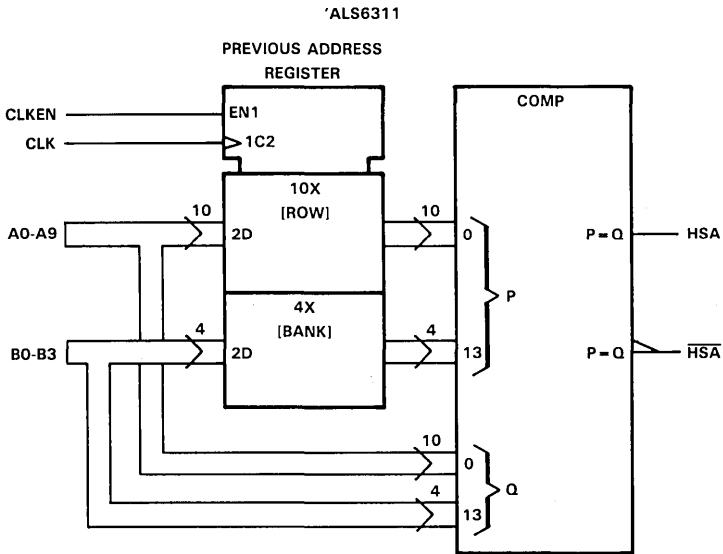 'ALS6311
PREVIOUS ADDRESS
REGISTER
COMP
CLKEN
EN1
CLK
1C2
10X
[ROW]
10
10
A0-A9
2D
0
P=Q
HSA
4X
[BANK]
P
4
4
B0-B3
2D
13
P=Q
HSA
10
0
Q
4
13